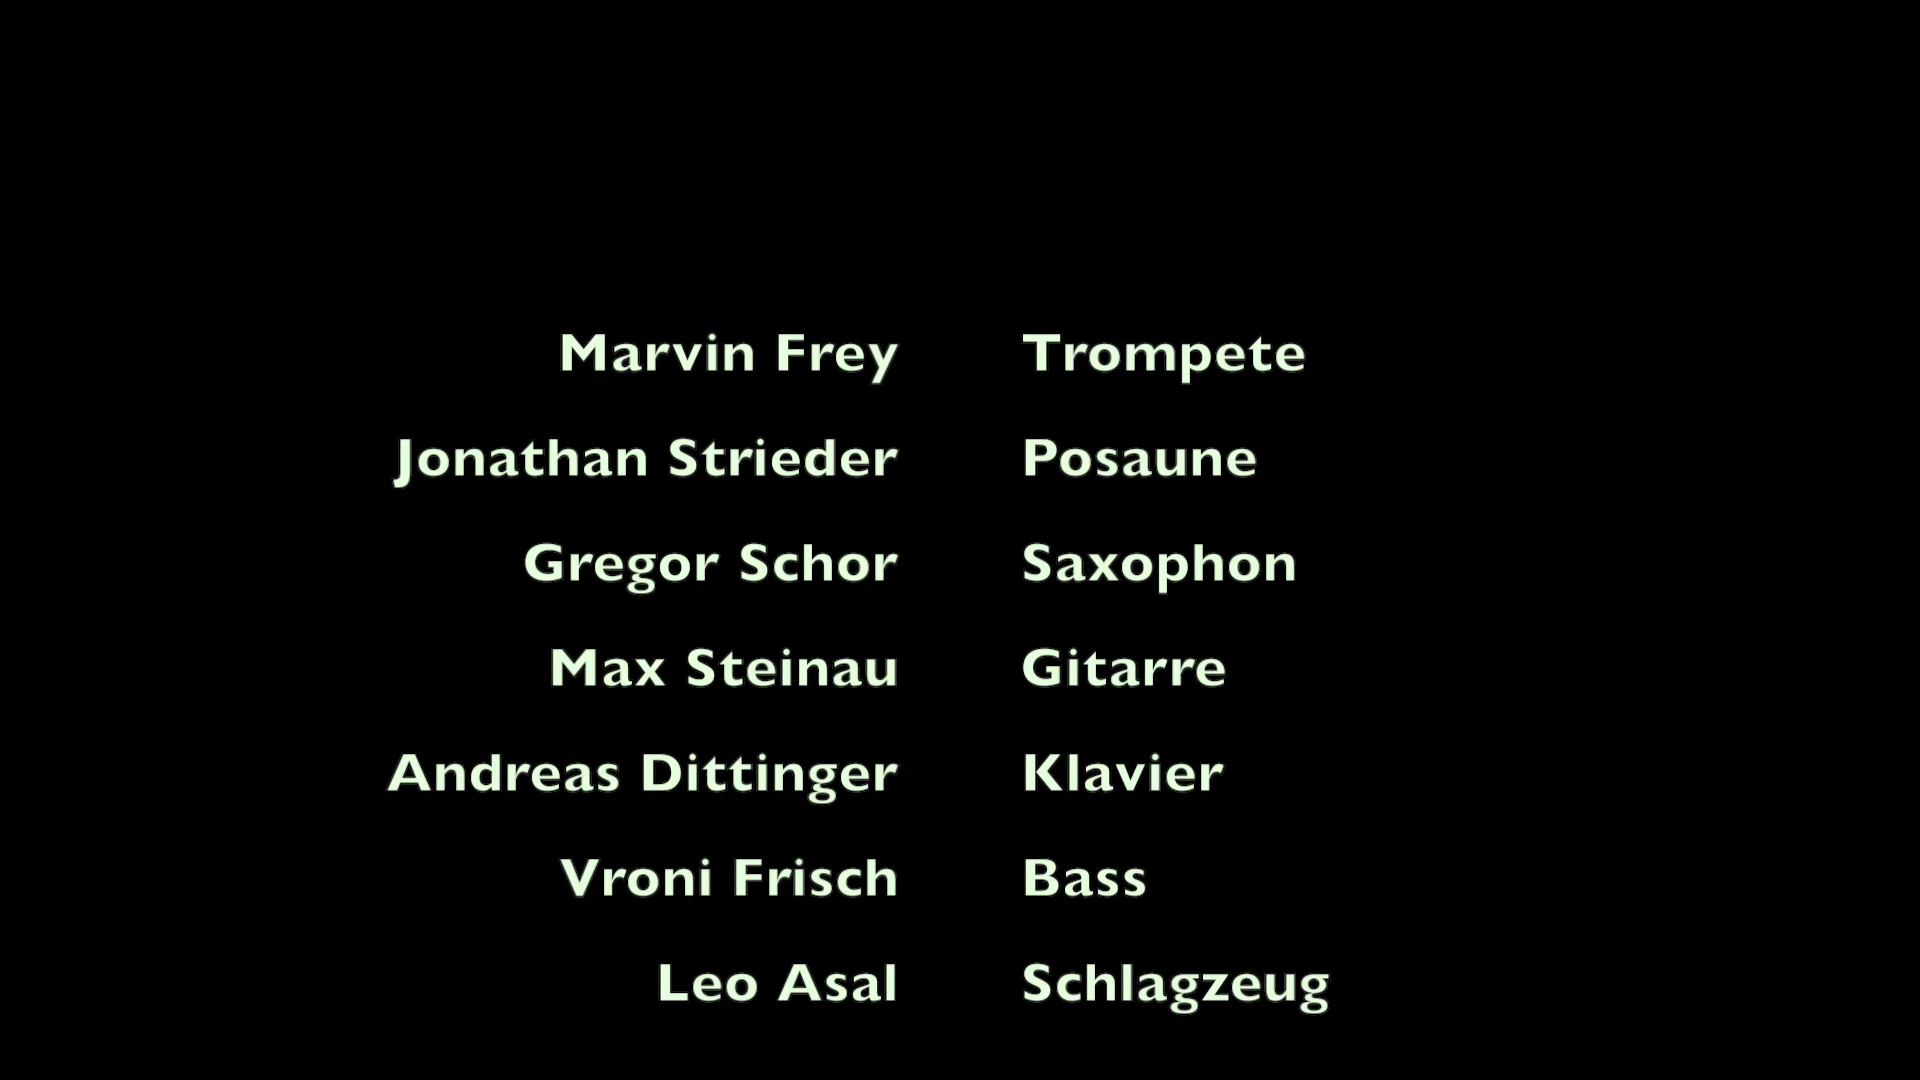 Marvin Frey Trompete
Jonathan Strieder Posaune
Gregor Schor Saxophon
Max Steinau Gitarre
Andreas Dittinger Klavier
Vroni Frisch Bass
Leo Asal Schlagzeug